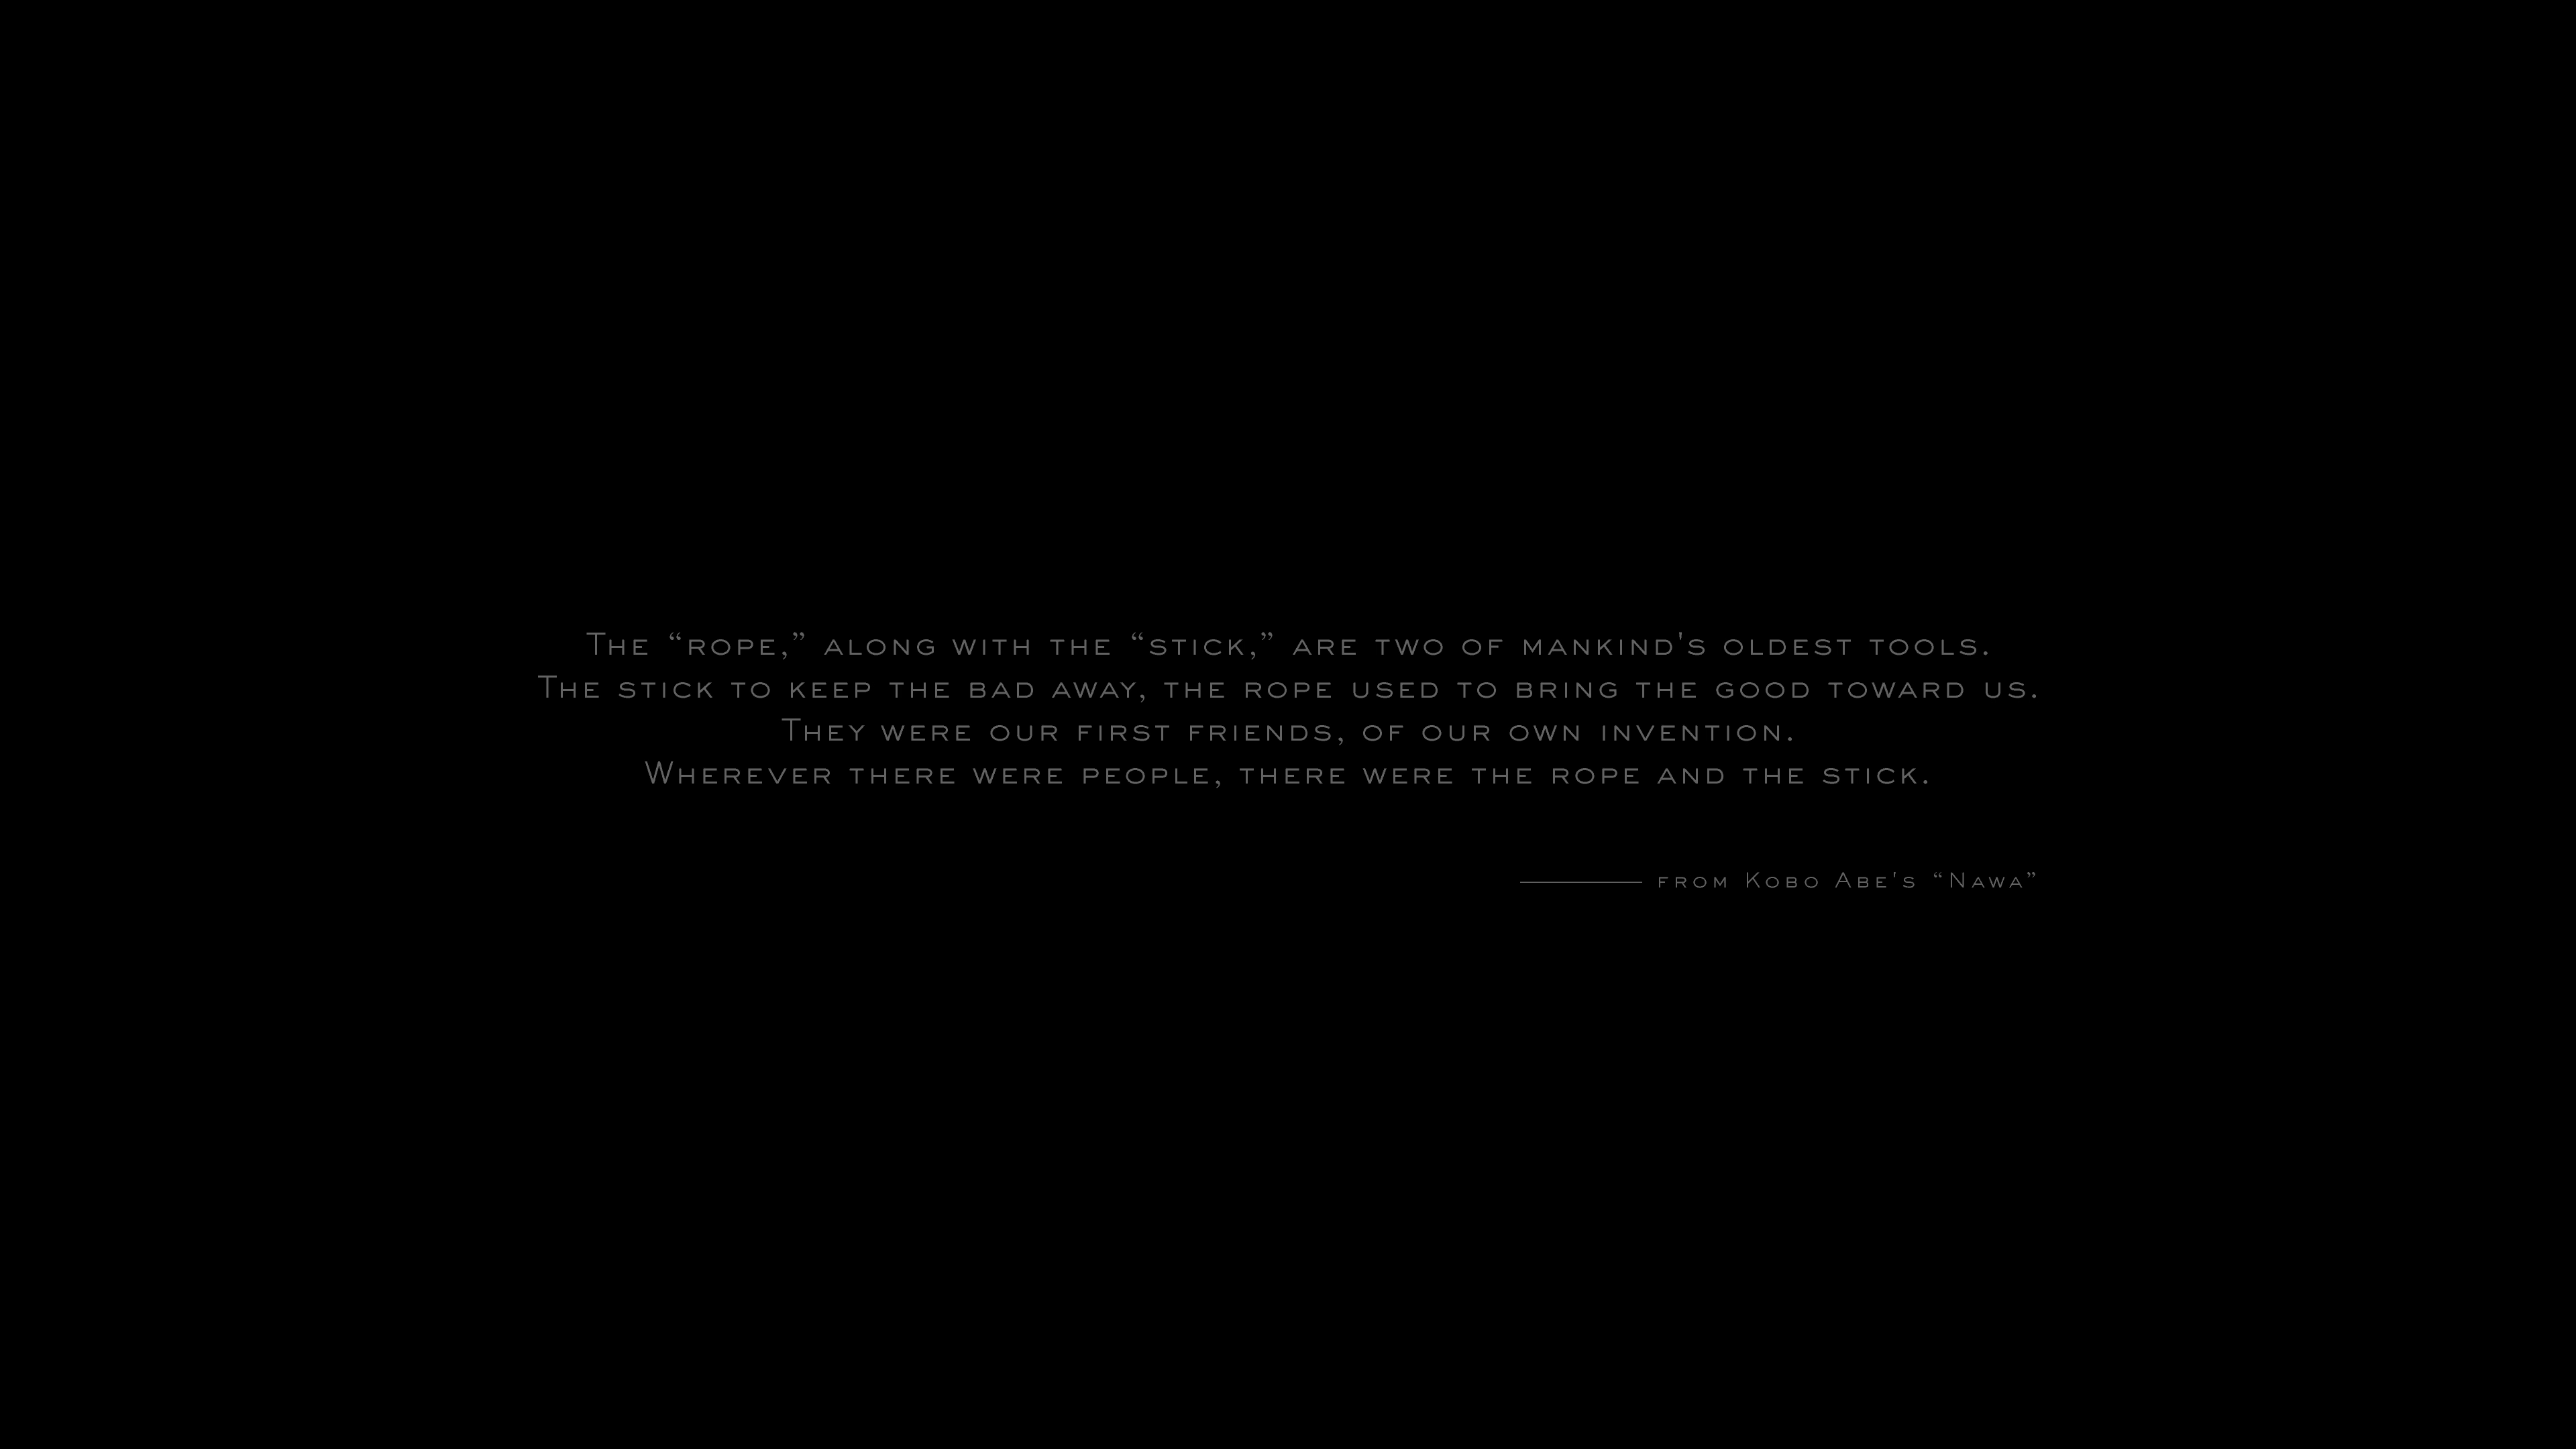 The “rope,” along with the “stick,” are two of mankind's oldest tools.
The stick to keep the bad away, the rope used to bring the good toward us.
They were our first friends, of our own invention.
Wherever there were people, there were the rope and the stick.
from Kobo Abe's “Nawa”